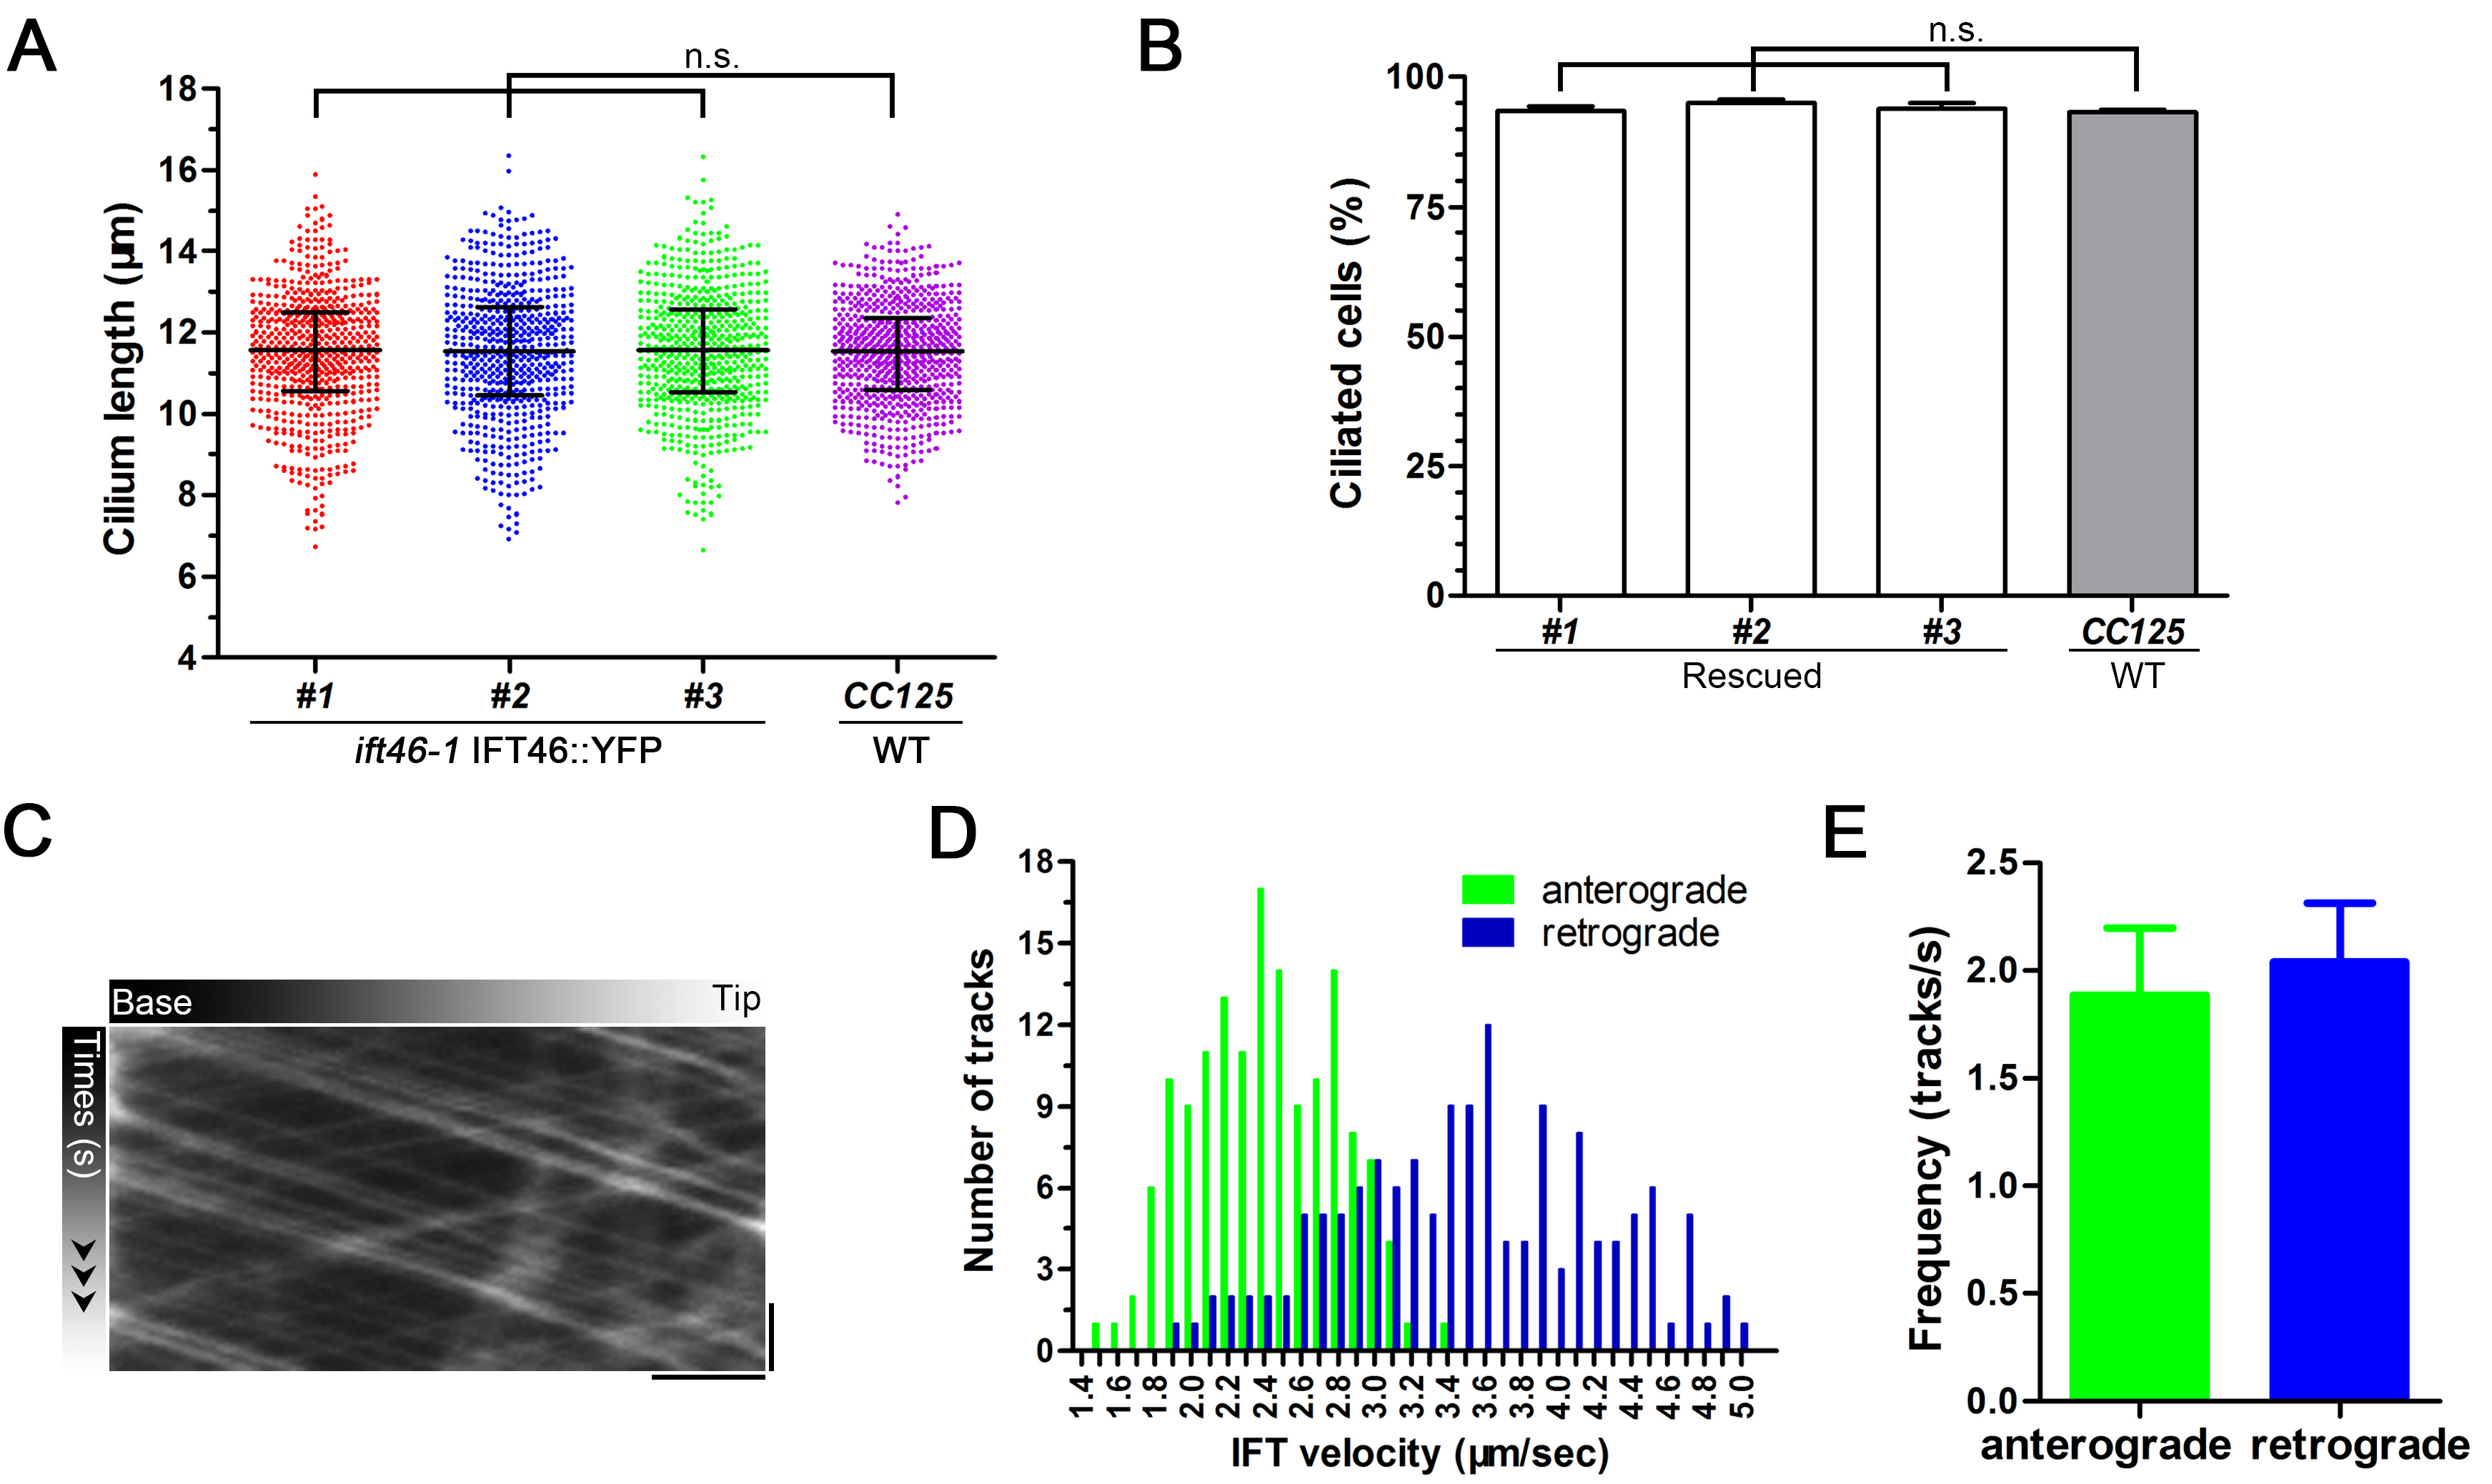 A
n.s.
18
16
14
12
10
8
6
4
Cilium length (µm)
#1 #2 #3 CC125
ift46-1 IFT46::YFP WT
B
n.s.
100
75
50
25
0
Ciliated cells (%)
#1 #2 #3 CC125
Rescued WT
C
Base Tip
Times (s)
D
18
15
12
9
6
3
0
Number of tracks
anterograde
retrograde
1.4 1.6 1.8 2.0 2.2 2.4 2.6 2.8 3.0 3.2 3.4 3.6 3.8 4.0 4.2 4.4 4.6 4.8 5.0
IFT velocity (µm/sec)
E
2.5
2.0
1.5
1.0
0.5
0.0
Frequency (tracks/s)
anterograde retrograde